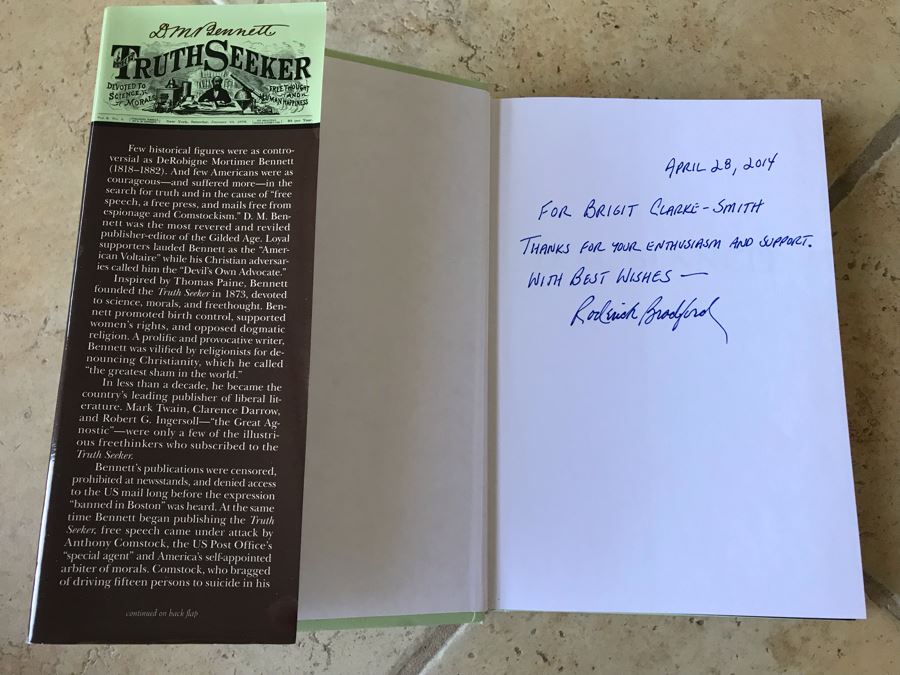 D M Bennett
THE
TRUTH SEEKER
DEVOTED TO
SCIENCE,
MORALS
FREE THOUGHT
AND
HUMAN HAPPINESS
New York, Saturday, January
Few historical figures were as contro-
versial as DeRobigne Mortimer Bennett
(1818–1882). And few Americans were as
courageous—and suffered more—in the
search for truth and in the cause of “free
speech, a free press, and mails free from
espionage and Comstockism.” D. M. Ben-
nett was the most revered and reviled
publisher-editor of the Gilded Age. Loyal
supporters lauded Bennett as the “Amer-
ican Voltaire” while his Christian adversar-
ies called him the “Devil’s Own Advocate.”
Inspired by Thomas Paine, Bennett
founded the Truth Seeker in 1873, devoted
to science, morals, and freethought. Ben-
nett promoted birth control, supported
women’s rights, and opposed dogmatic
religion. A prolific and provocative writer,
Bennett was vilified by religionists for de-
nouncing Christianity, which he called
“the greatest sham in the world.”
In less than a decade, he became the
country’s leading publisher of liberal lit-
erature. Mark Twain, Clarence Darrow,
and Robert G. Ingersoll—“the Great Ag-
nostic”—were only a few of the illustri-
ous freethinkers who subscribed to the
Truth Seeker.
Bennett’s publications were censored,
prohibited at newsstands, and denied access
to the US mail long before the expression
“banned in Boston” was heard. At the same
time Bennett began publishing the Truth
Seeker, free speech came under attack by
Anthony Comstock, the US Post Office’s
“special agent” and America’s self-appointed
arbiter of morals. Comstock, who bragged
of driving fifteen persons to suicide in his
continued on back flap
APRIL 28, 2014
FOR BRIGIT CLARKE-SMITH
THANKS FOR YOUR ENTHUSIASM AND SUPPORT.
WITH BEST WISHES —
Roderick Bradford